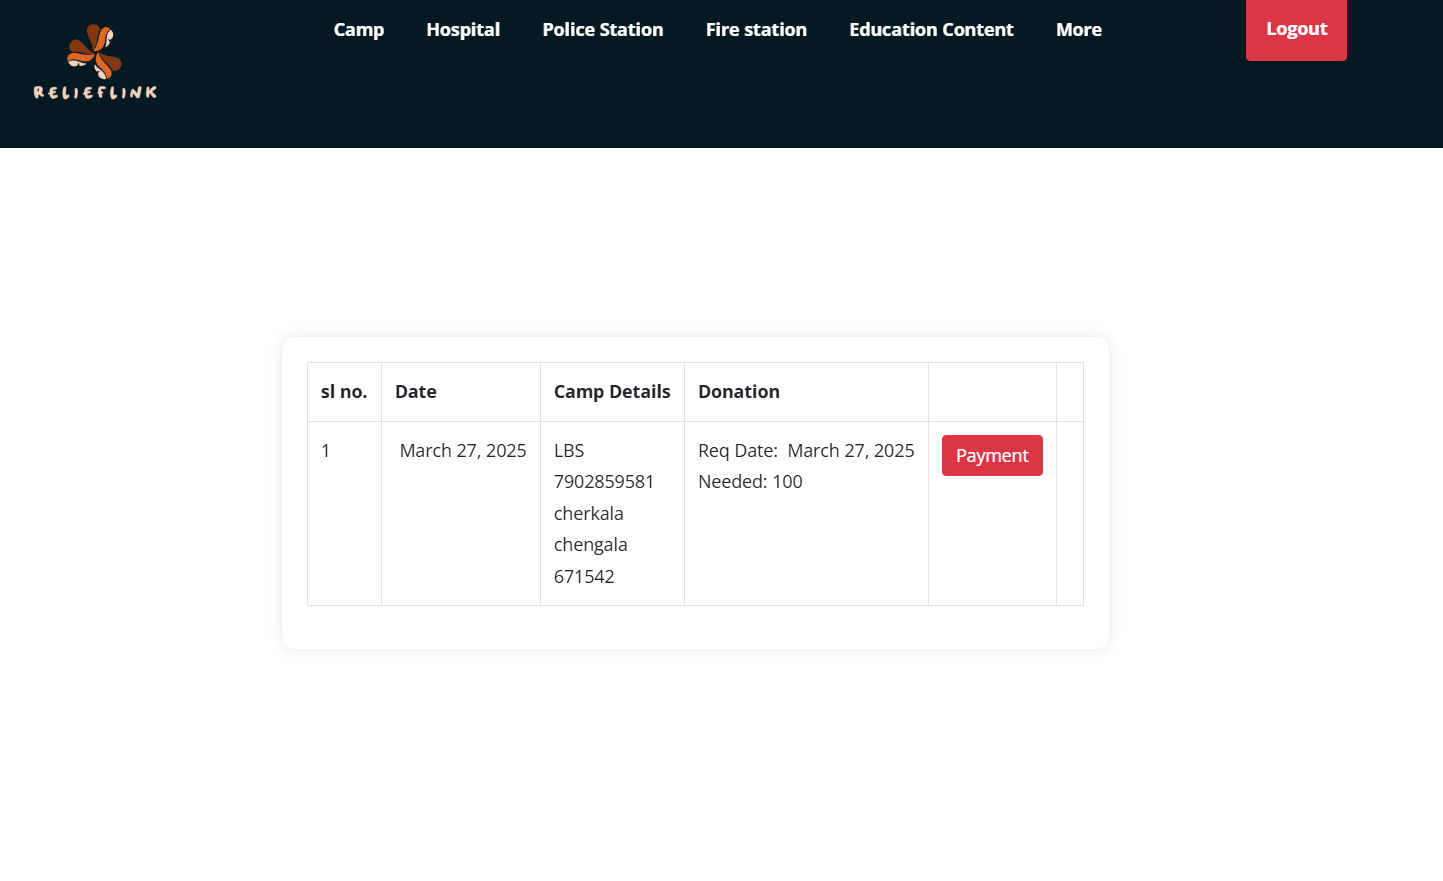 Camp Hospital Police Station Fire station Education Content More Logout
RELIEFLINK
sl no. Date Camp Details Donation
1 March 27, 2025 LBS Req Date: March 27, 2025 Payment
7902859581 Needed: 100
cherkala
chengala
671542